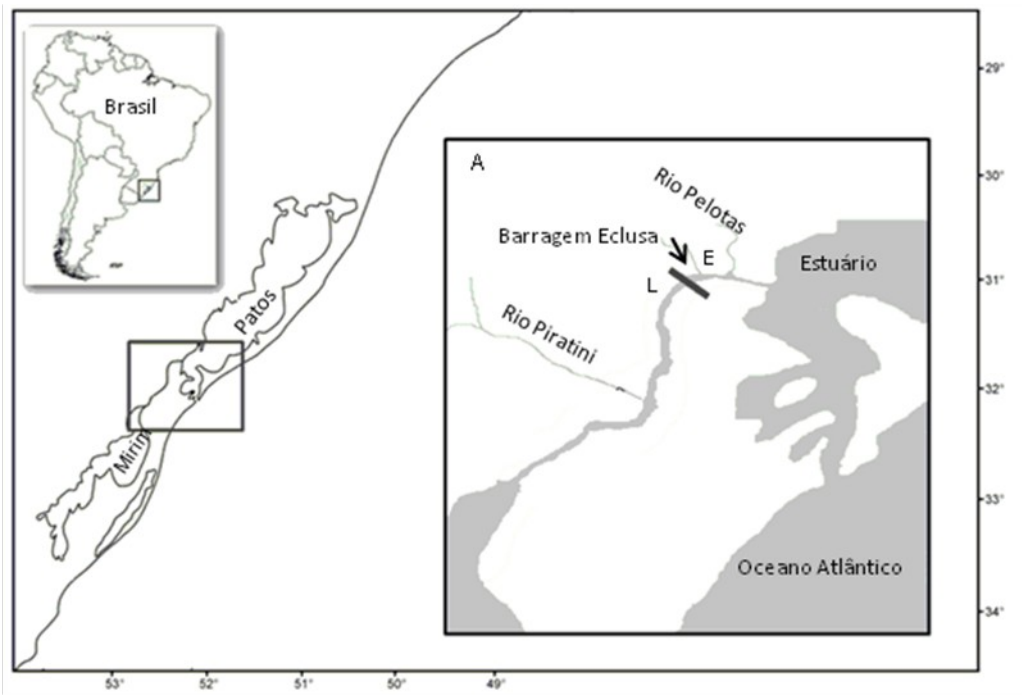 Brasil
Patos
Mirim
A
Rio Pelotas
Barragem Eclusa
E
L
Estuário
Rio Piratini
Oceano Atlântico
29°
30°
31°
32°
33°
34°
53°
52°
51°
50°
49°